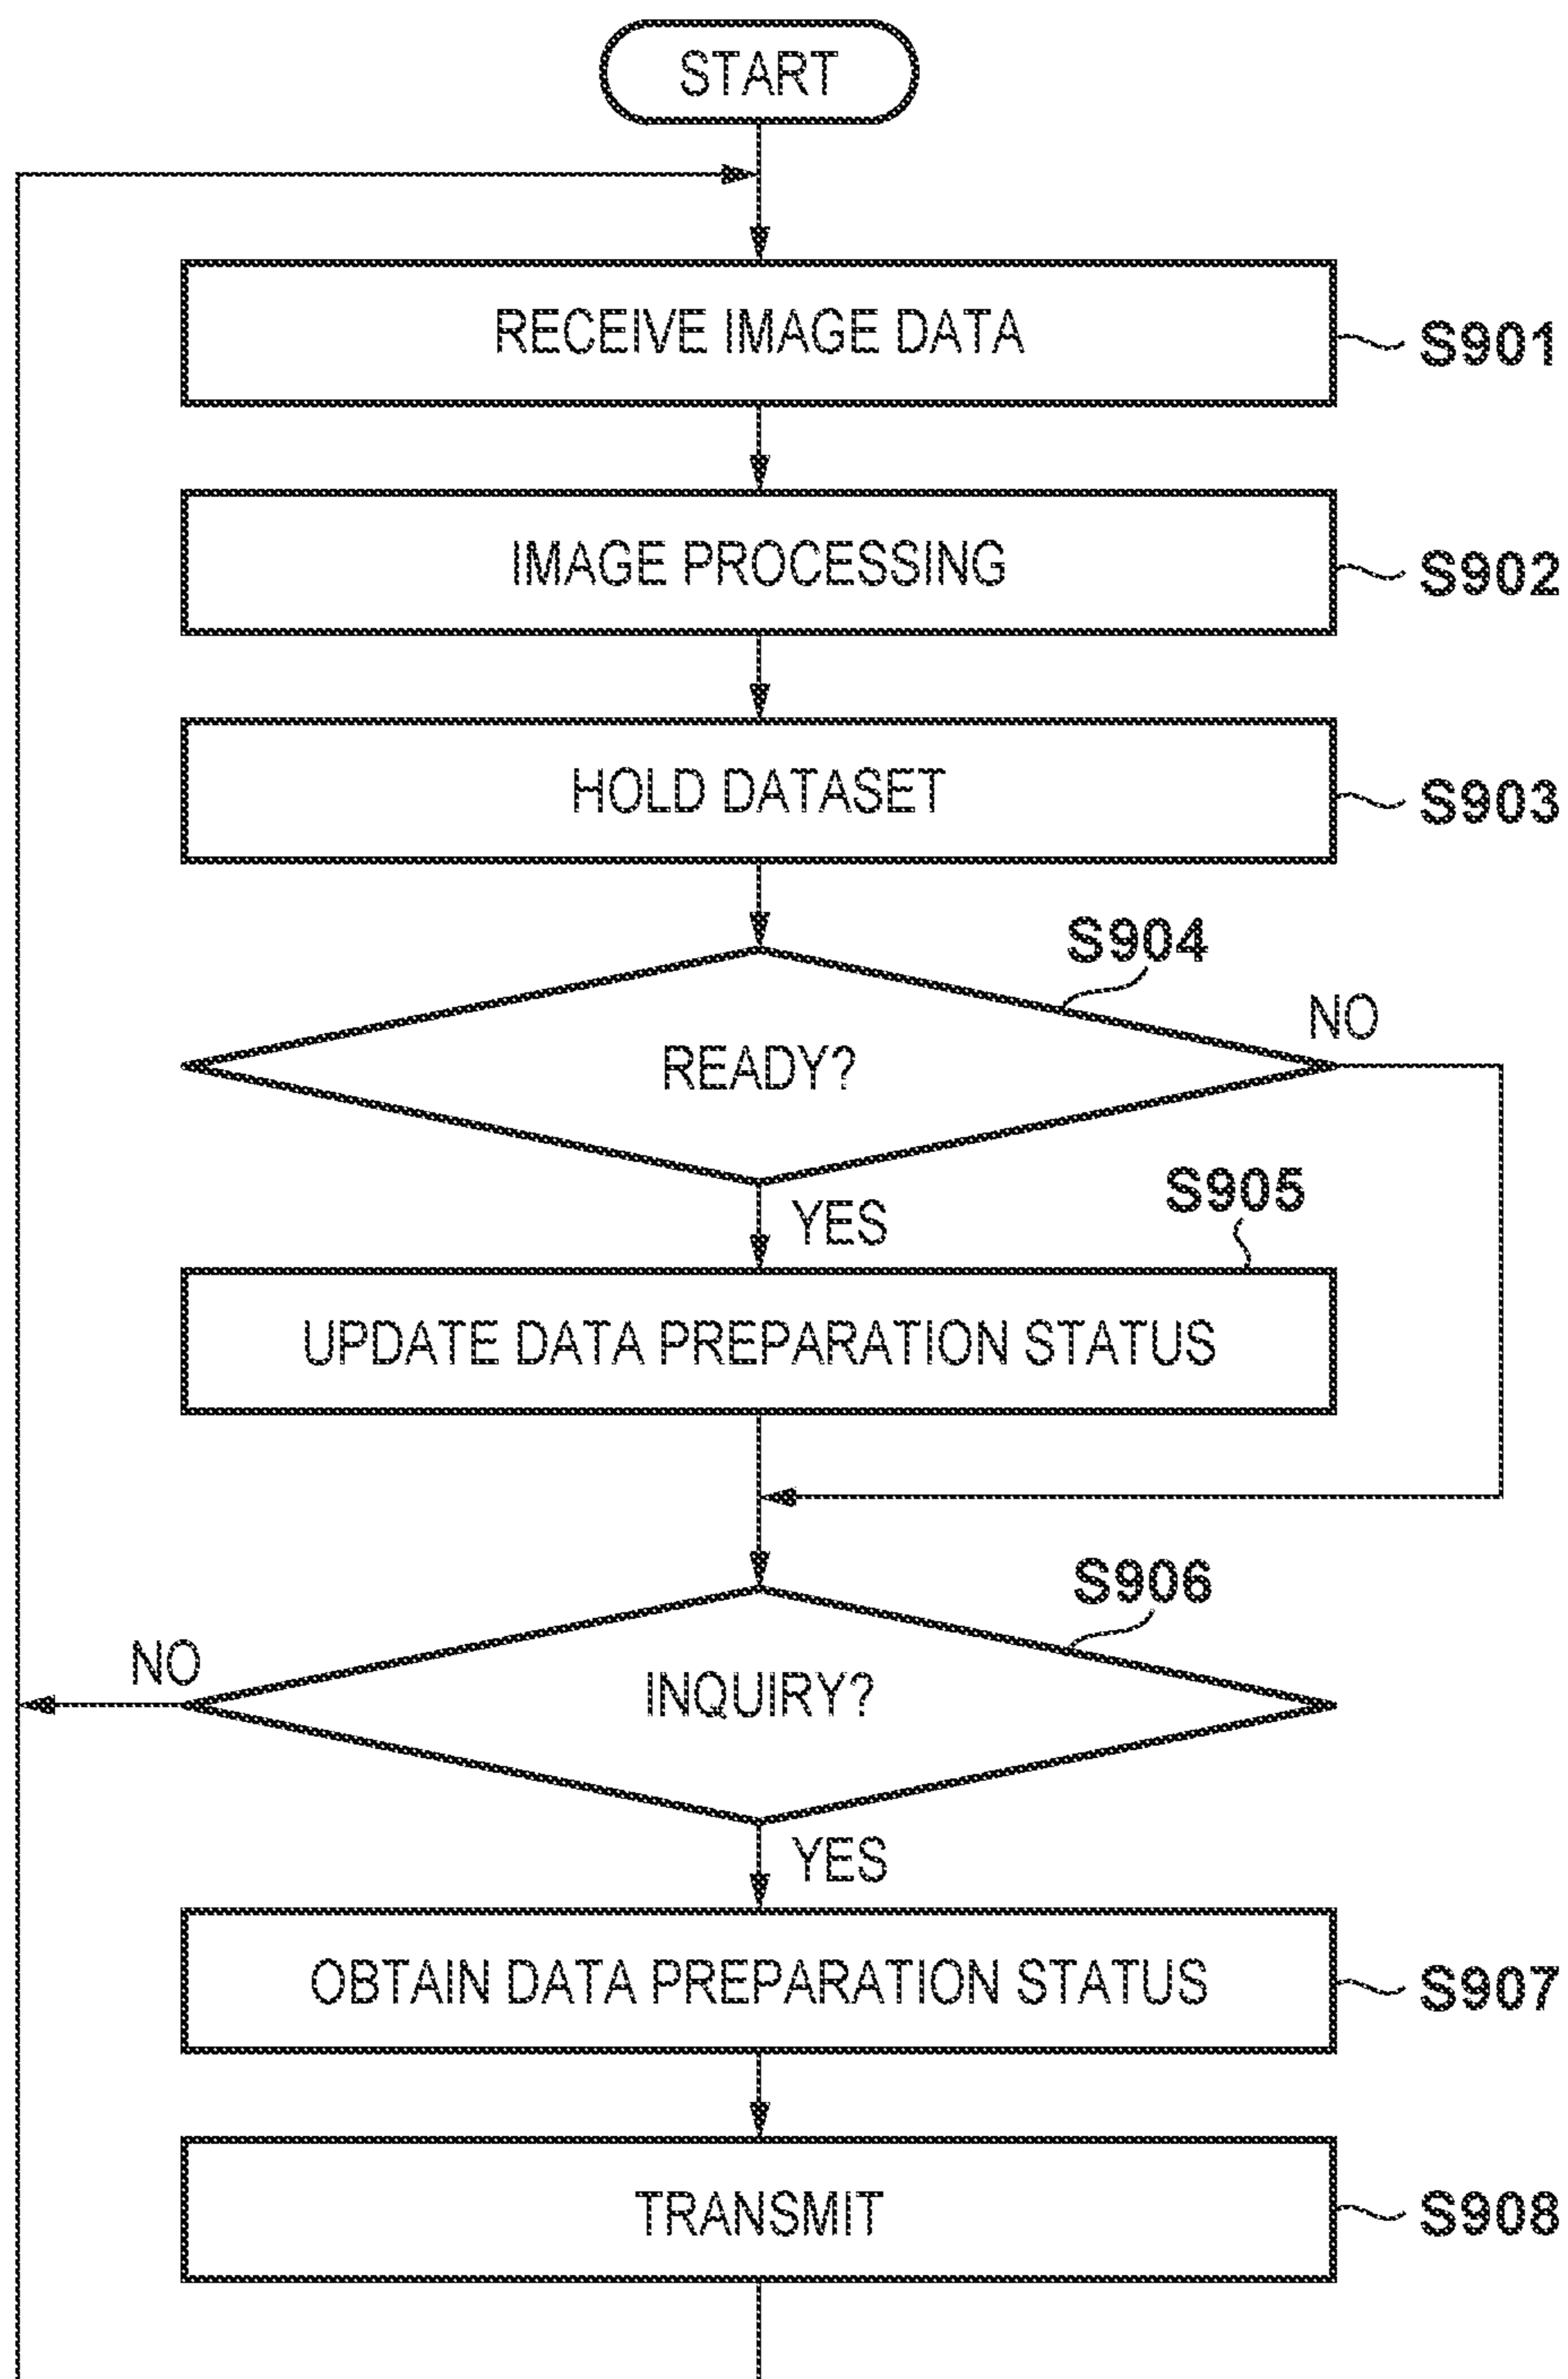 START
RECEIVE IMAGE DATA
S901
IMAGE PROCESSING
S902
HOLD DATASET
S903
S904
NO
READY?
YES
S905
UPDATE DATA PREPARATION STATUS
S906
NO
INQUIRY?
YES
OBTAIN DATA PREPARATION STATUS
S907
TRANSMIT
S908